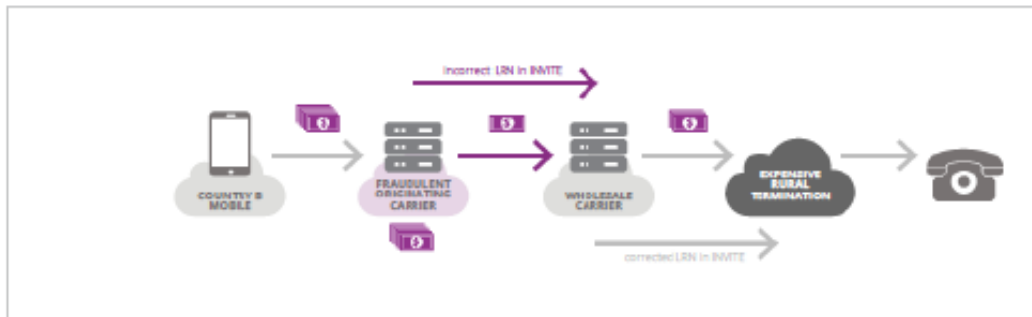 incorrect LRN in INVITE
COUNTRY B
MOBILE
FRAUDULENT
ORIGINATING
CARRIER
WHOLESALE
CARRIER
EXPENSIVE
RURAL
TERMINATION
corrected LRN in INVITE